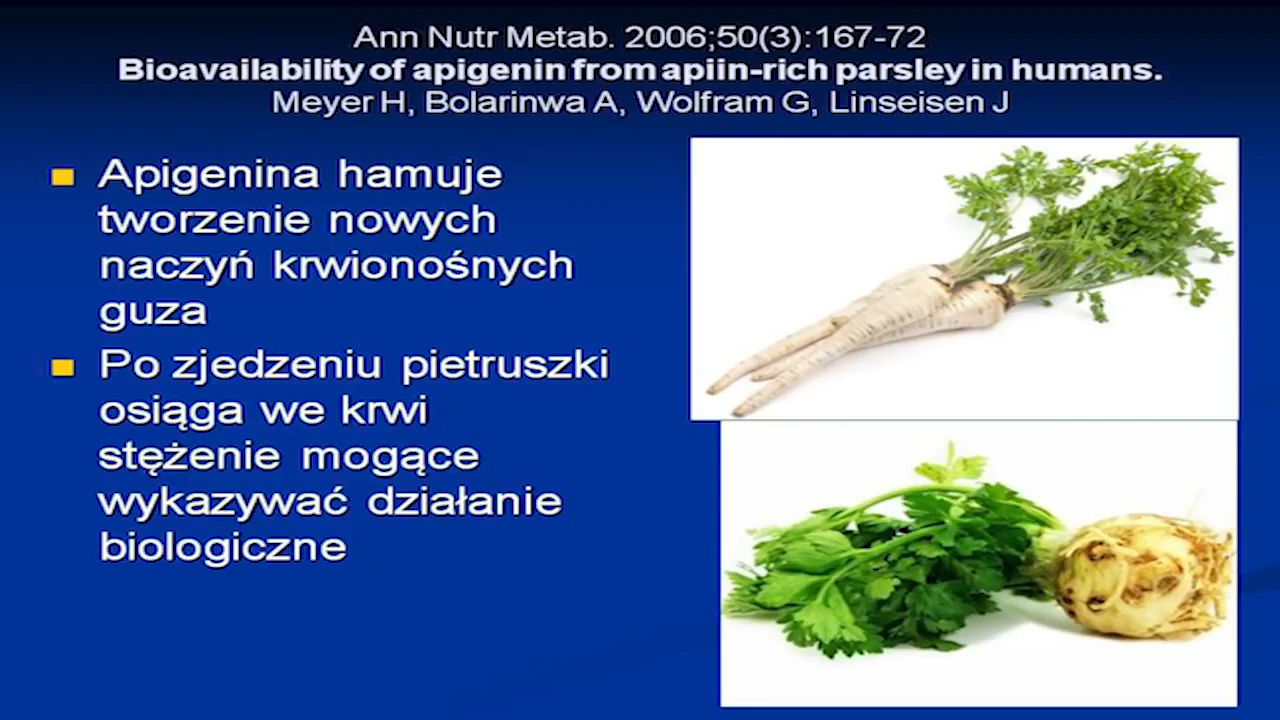 Ann Nutr Metab. 2006;50(3):167-72
Bioavailability of apigenin from apiin-rich parsley in humans.
Meyer H, Bolarinwa A, Wolfram G, Linseisen J
Apigenina hamuje
tworzenie nowych
naczyń krwionośnych
guza
Po zjedzeniu pietruszki
osiąga we krwi
stężenie mogące
wykazywać działanie
biologiczne